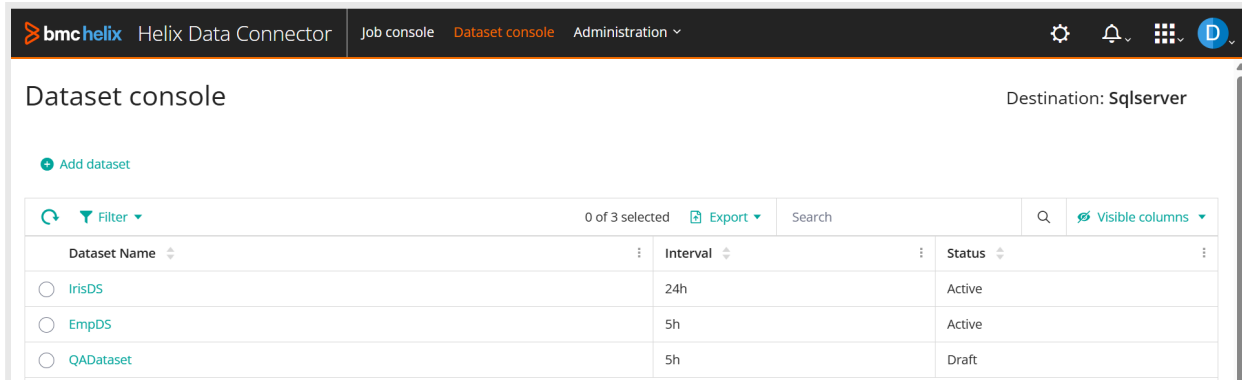 bmc helix Helix Data Connector Job console Dataset console Administration D
Dataset console
Destination: Sqlserver
Add dataset
Filter 0 of 3 selected Export Search Visible columns
Dataset Name Interval Status
IrisDS 24h Active
EmpDS 5h Active
QADataset 5h Draft